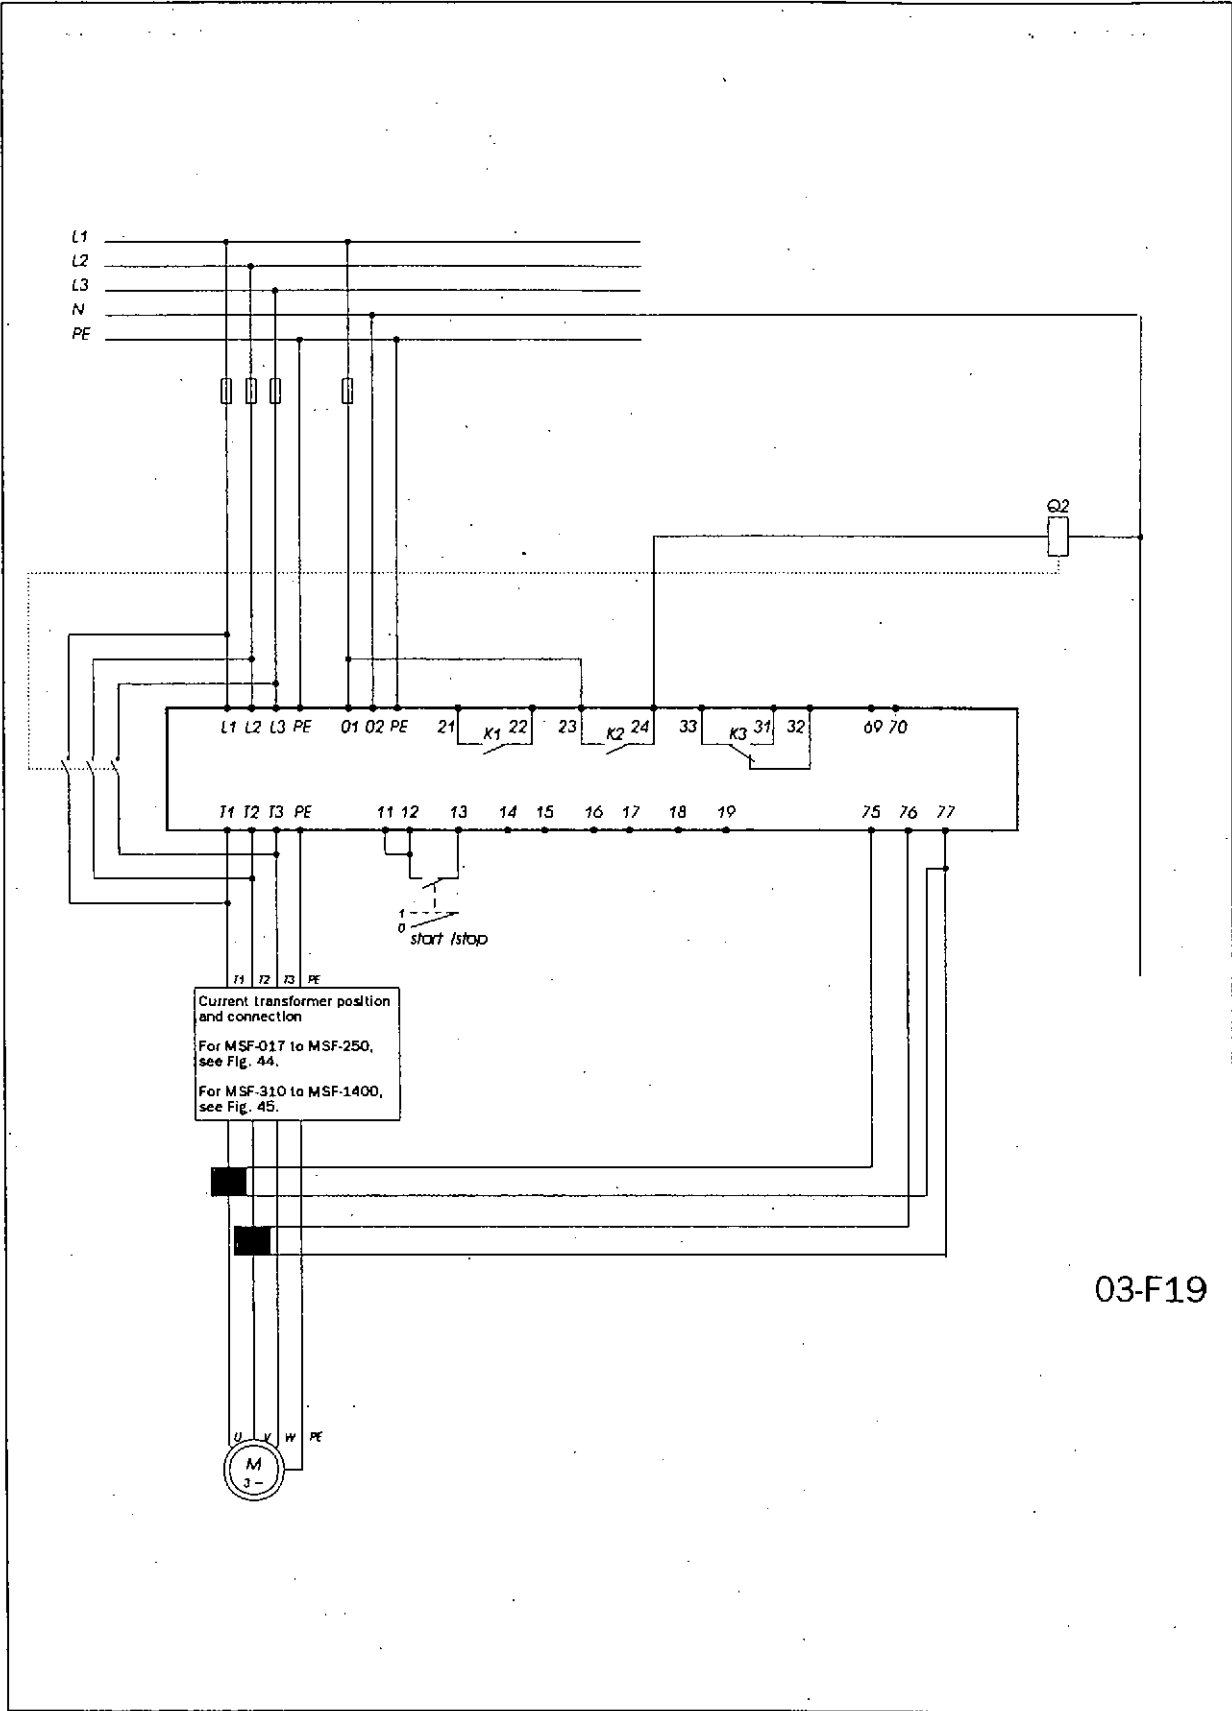 L1
L2
L3
N
PE
Q2
L1 L2 L3 PE 01 02 PE 21 K1 22 23 K2 24 33 K3 31 32 69 70
T1 T2 T3 PE 11 12 13 14 15 16 17 18 19 75 76 77
1
0
start /stop
T1 T2 T3 PE
Current transformer position
and connection
For MSF-017 to MSF-250,
see Fig. 44.
For MSF-310 to MSF-1400,
see Fig. 45.
03-F19
U V W PE
M
3~